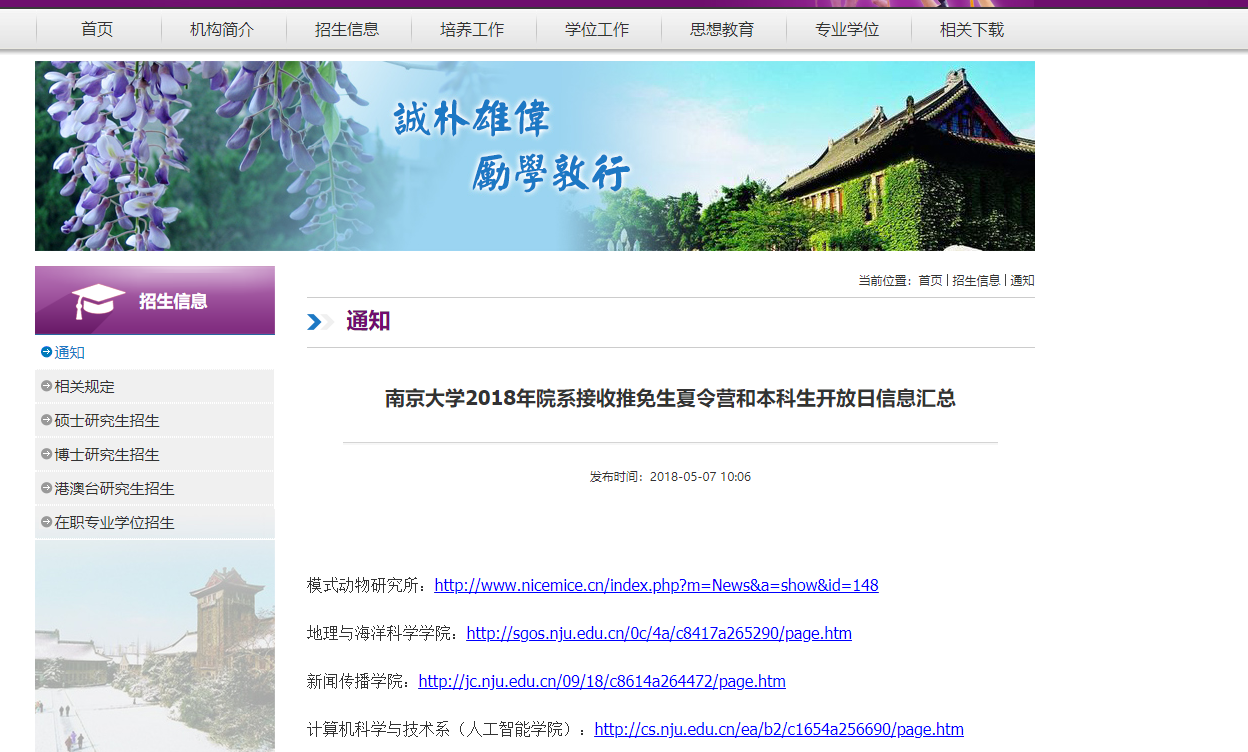 首页 机构简介 招生信息 培养工作 学位工作 思想教育 专业学位 相关下载
誠朴雄偉
勵學敦行
招生信息
通知
相关规定
硕士研究生招生
博士研究生招生
港澳台研究生招生
在职专业学位招生
当前位置：首页 | 招生信息 | 通知
通知
南京大学2018年院系接收推免生夏令营和本科生开放日信息汇总
发布时间：2018-05-07 10:06
模式动物研究所：http://www.nicemice.cn/index.php?m=News&a=show&id=148
地理与海洋科学学院：http://sgos.nju.edu.cn/0c/4a/c8417a265290/page.htm
新闻传播学院：http://jc.nju.edu.cn/09/18/c8614a264472/page.htm
计算机科学与技术系（人工智能学院）：http://cs.nju.edu.cn/ea/b2/c1654a256690/page.htm